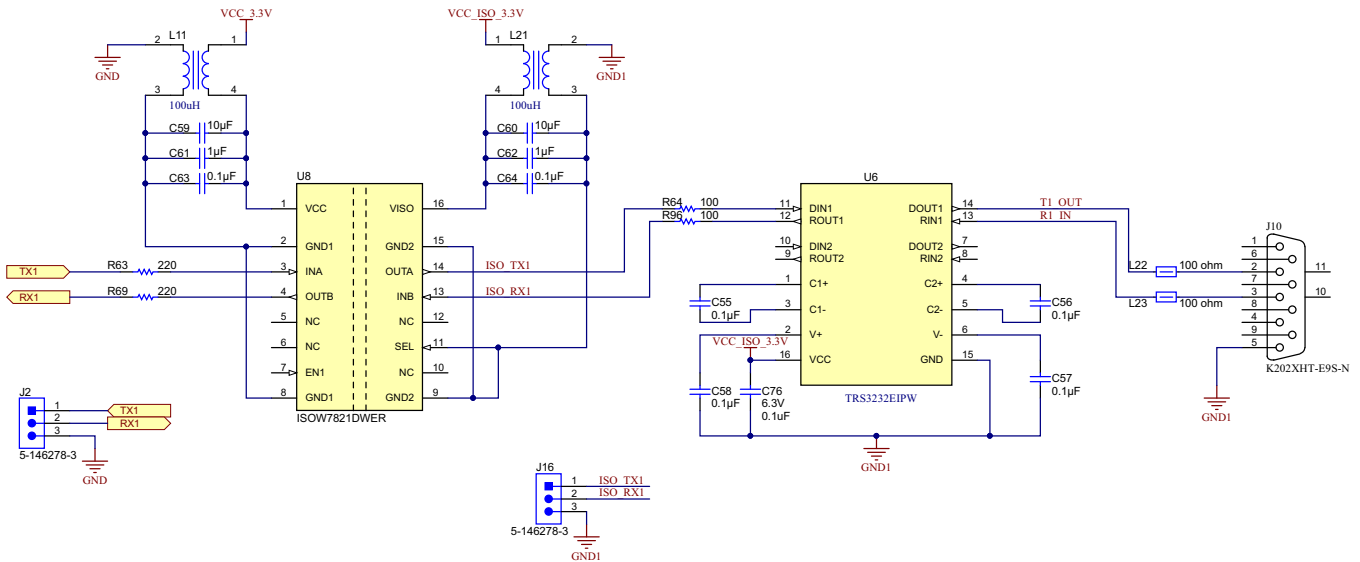 VCC_3.3V
VCC_ISO_3.3V
2 L11 1
1 L21 2
GND
GND1
3 4
4 3
100uH
100uH
C59 10µF
C60 10µF
C61 1µF
C62 1µF
C63 0.1µF
C64 0.1µF
U8
1 VCC VISO 16
2 GND1 GND2 15
TX1 R63 220 3 INA OUTA 14 ISO_TX1
RX1 R69 220 4 OUTB INB 13 ISO_RX1
5 NC NC 12
6 NC SEL 11
7 EN1 NC 10
8 GND1 GND2 9
ISOW7821DWER
R64 100
R96 100
U6
11 DIN1 DOUT1 14 T1_OUT
12 ROUT1 RIN1 13 R1_IN
10 DIN2 DOUT2 7
9 ROUT2 RIN2 8
1 C1+ C2+ 4
3 C1- C2- 5
2 V+ V- 6
16 VCC GND 15
TRS3232EIPW
C55
0.1µF
C56
0.1µF
VCC_ISO_3.3V
C58
0.1µF
C76
6.3V
0.1uF
C57
0.1µF
GND1
J10
1
6
2
7
3
8
4
9
5
11
10
L22 100 ohm
L23 100 ohm
K202XHT-E9S-N
GND1
J2
1 TX1
2 RX1
3
5-146278-3
GND
J16
1 ISO_TX1
2 ISO_RX1
3
5-146278-3
GND1